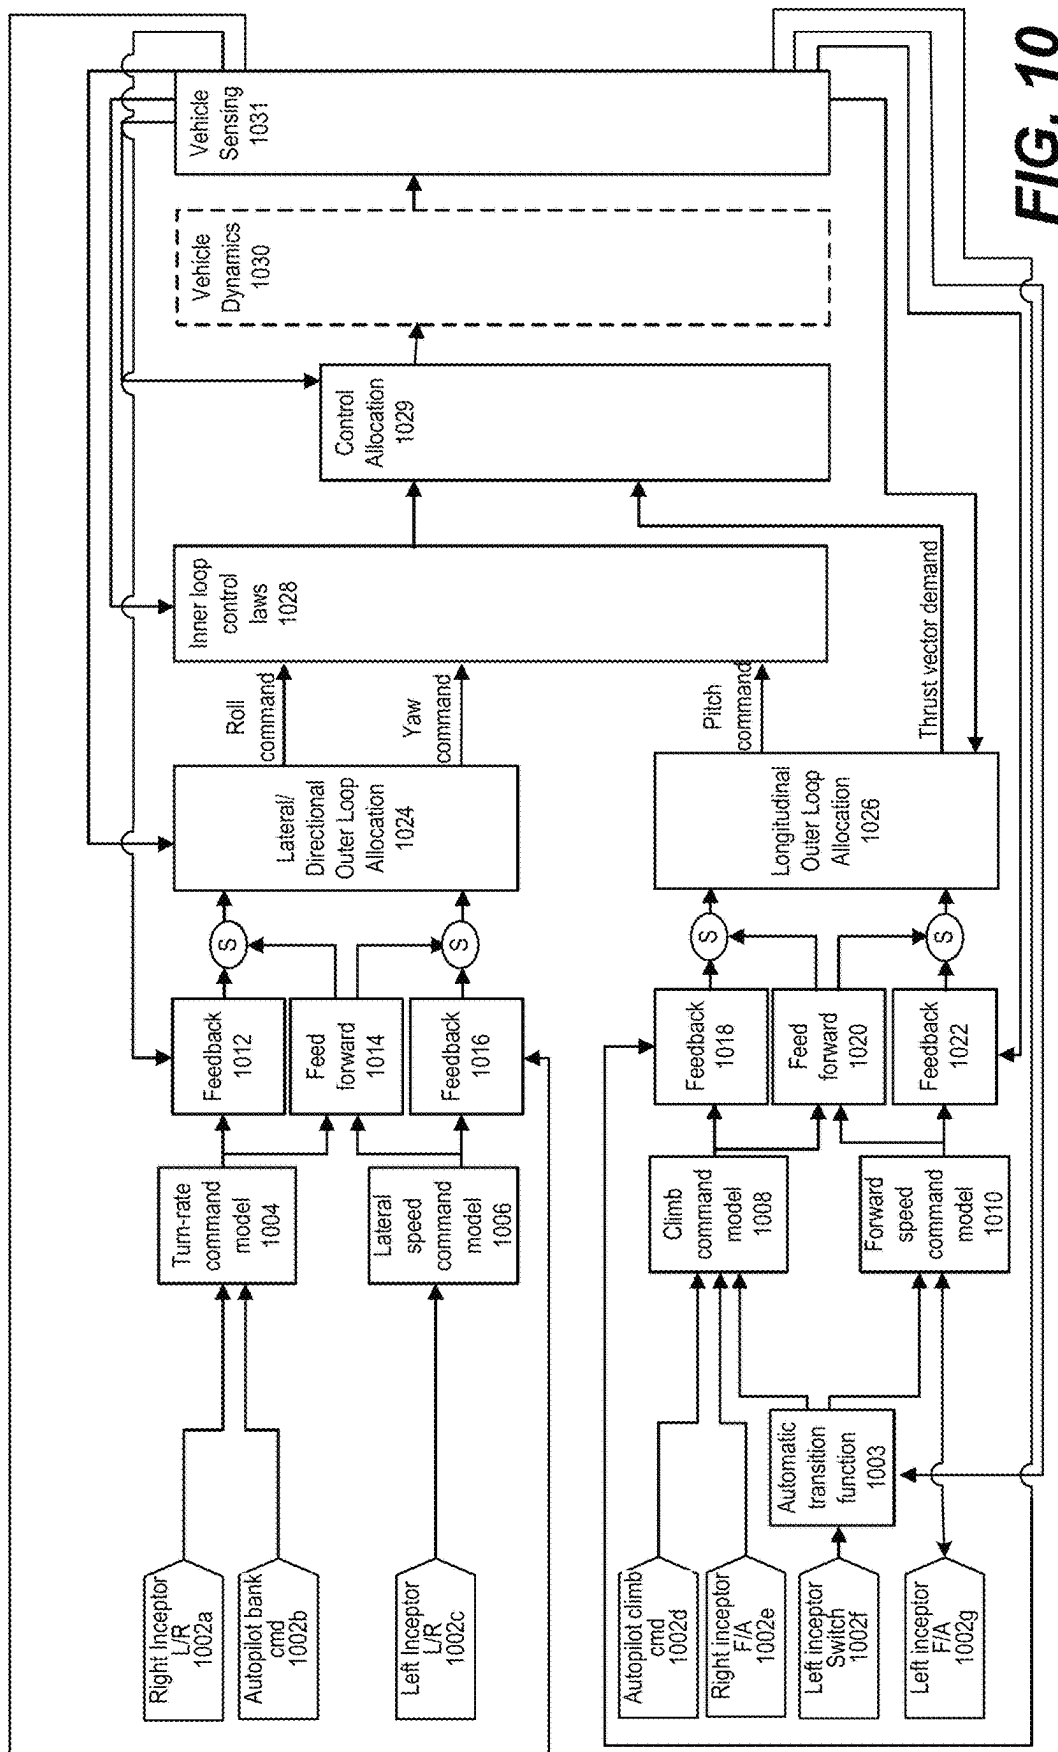 Right Inceptor
L/R
1002a
Autopilot bank
cmd
1002b
Left Inceptor
L/R
1002c
Autopilot climb
cmd
1002d
Right inceptor
F/A
1002e
Left inceptor
Switch
1002f
Left inceptor
F/A
1002g
Automatic
transition
function
1003
Turn-rate
command
model
1004
Lateral
speed
command
model
1006
Climb
command
model
1008
Forward
speed
command
model
1010
Feedback
1012
Feed
forward
1014
Feedback
1016
Feedback
1018
Feed
forward
1020
Feedback
1022
S
S
S
S
Lateral/
Directional
Outer Loop
Allocation
1024
Longitudinal
Outer Loop
Allocation
1026
Roll
command
Yaw
command
Pitch
command
Thrust vector demand
Inner loop
control
laws
1028
Control
Allocation
1029
Vehicle
Dynamics
1030
Vehicle
Sensing
1031
FIG. 10